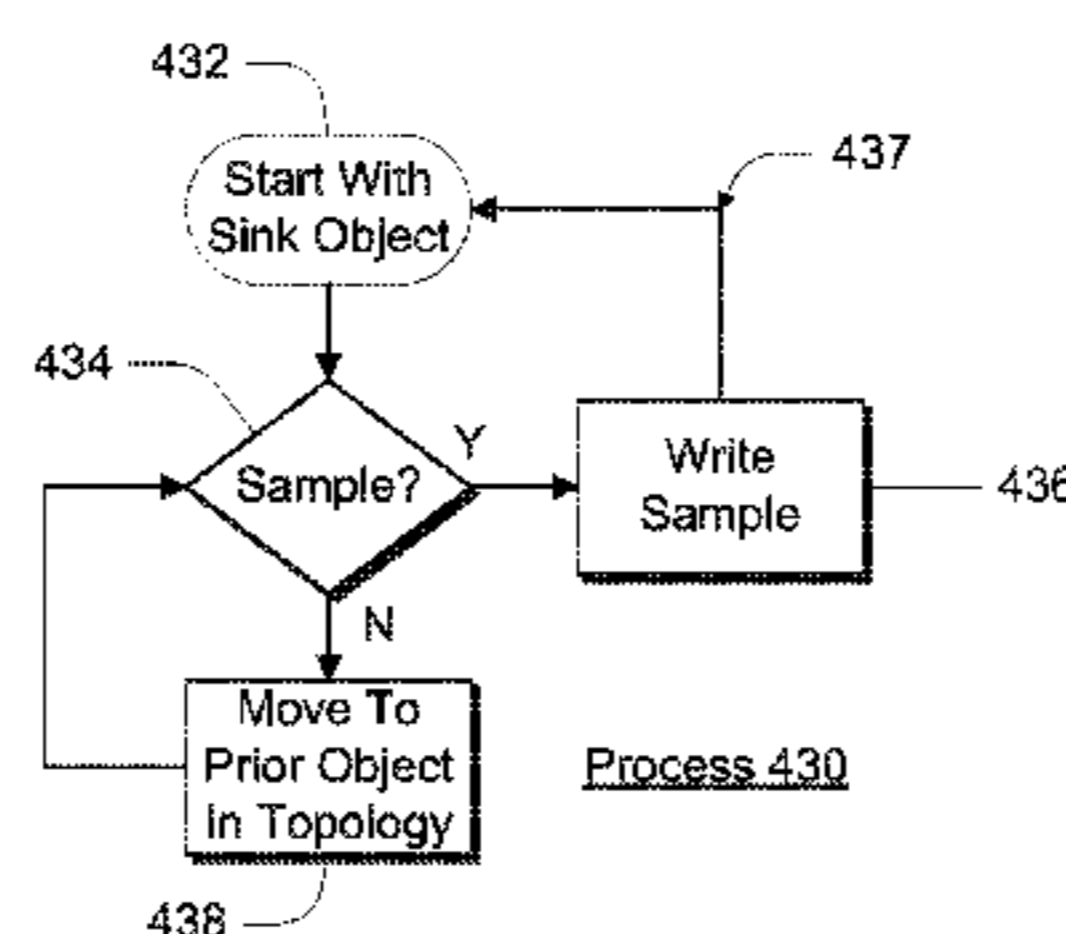 432
Start With
Sink Object
437
434
Sample?
Y
Write
Sample
436
N
Move To
Prior Object
In Topology
Process 430
438